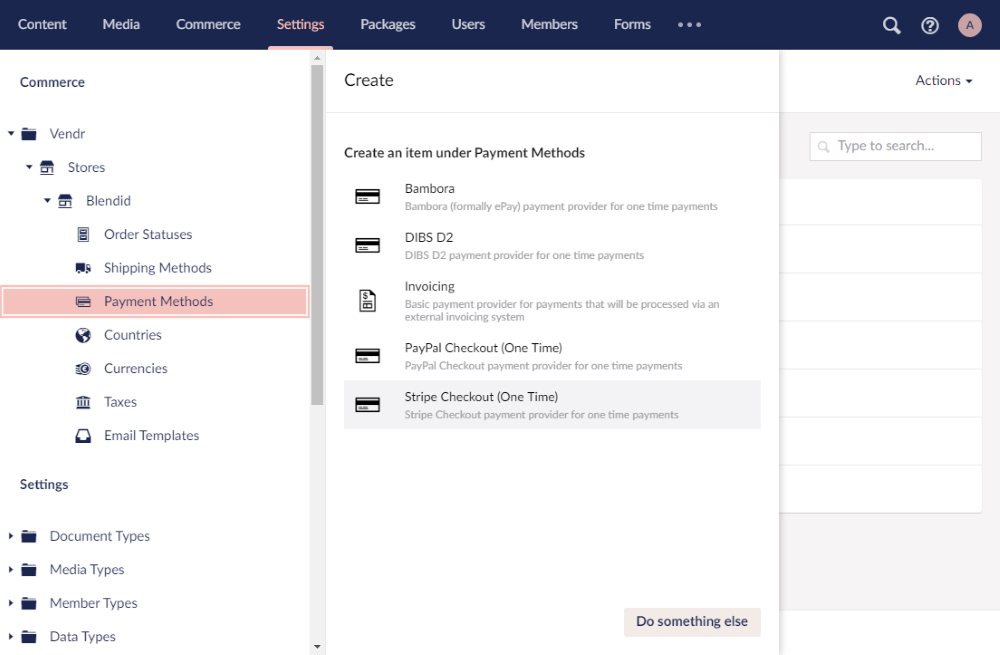 Content Media Commerce Settings Packages Users Members Forms A
Commerce
Vendr
Stores
Blendid
Order Statuses
Shipping Methods
Payment Methods
Countries
Currencies
Taxes
Email Templates
Settings
Document Types
Media Types
Member Types
Data Types
Create
Create an item under Payment Methods
Bambora
Bambora (formally ePay) payment provider for one time payments
DIBS D2
DIBS D2 payment provider for one time payments
Invoicing
Basic payment provider for payments that will be processed via an
external invoicing system
PayPal Checkout (One Time)
PayPal Checkout payment provider for one time payments
Stripe Checkout (One Time)
Stripe Checkout payment provider for one time payments
Do something else
Actions
Type to search...